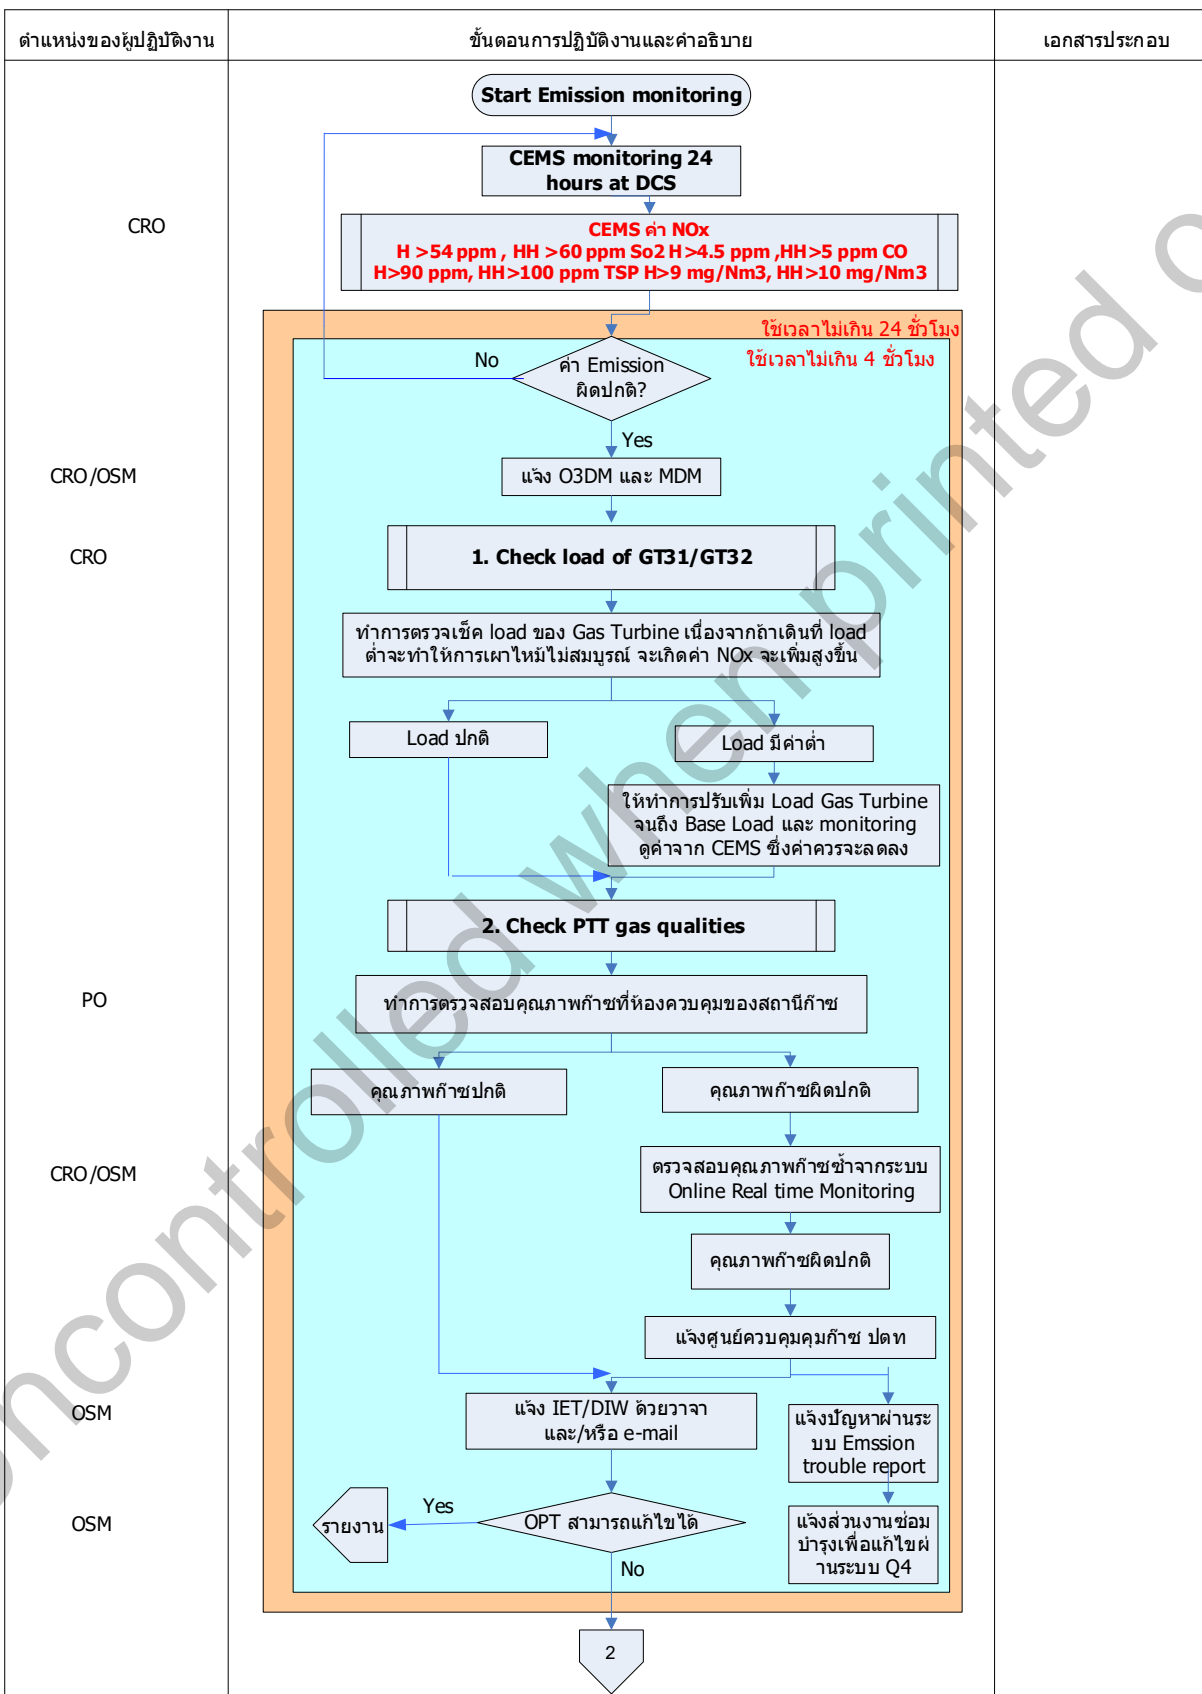 ตำแหน่งของผู้ปฏิบัติงาน
ขั้นตอนการปฏิบัติงานและคำอธิบาย
เอกสารประกอบ
Start Emission monitoring
CEMS monitoring 24
hours at DCS
CRO
CEMS ค่า NOx
H >54 ppm , HH >60 ppm So2 H>4.5 ppm ,HH>5 ppm CO
H>90 ppm, HH>100 ppm TSP H>9 mg/Nm3, HH>10 mg/Nm3
ใช้เวลาไม่เกิน 24 ชั่วโมง
ใช้เวลาไม่เกิน 4 ชั่วโมง
No
ค่า Emission
ผิดปกติ?
Yes
CRO/OSM
แจ้ง O3DM และ MDM
CRO
1. Check load of GT31/GT32
ทำการตรวจเช็ค load ของ Gas Turbine เนื่องจากถ้าเดินที่ load
ต่ำจะทำให้การเผาไหม้ไม่สมบูรณ์ จะเกิดค่า NOx จะเพิ่มสูงขึ้น
Load ปกติ
Load มีค่าต่ำ
ให้ทำการปรับเพิ่ม Load Gas Turbine
จนถึง Base Load และ monitoring
ดูค่าจาก CEMS ซึ่งค่าควรจะลดลง
2. Check PTT gas qualities
PO
ทำการตรวจสอบคุณภาพก๊าซที่ห้องควบคุมของสถานีก๊าซ
คุณภาพก๊าซปกติ
คุณภาพก๊าซผิดปกติ
CRO/OSM
ตรวจสอบคุณภาพก๊าซซ้ำจากระบบ
Online Real time Monitoring
คุณภาพก๊าซผิดปกติ
แจ้งศูนย์ควบคุมคุมก๊าซ ปตท
OSM
แจ้ง IET/DIW ด้วยวาจา
และ/หรือ e-mail
แจ้งปัญหาผ่านระ
บบ Emssion
trouble report
OSM
รายงาน
Yes
OPT สามารถแก้ไขได้
No
แจ้งส่วนงานซ่อม
บำรุงเพื่อแก้ไขผ่
านระบบ Q4
2
oncontrolled when printed c